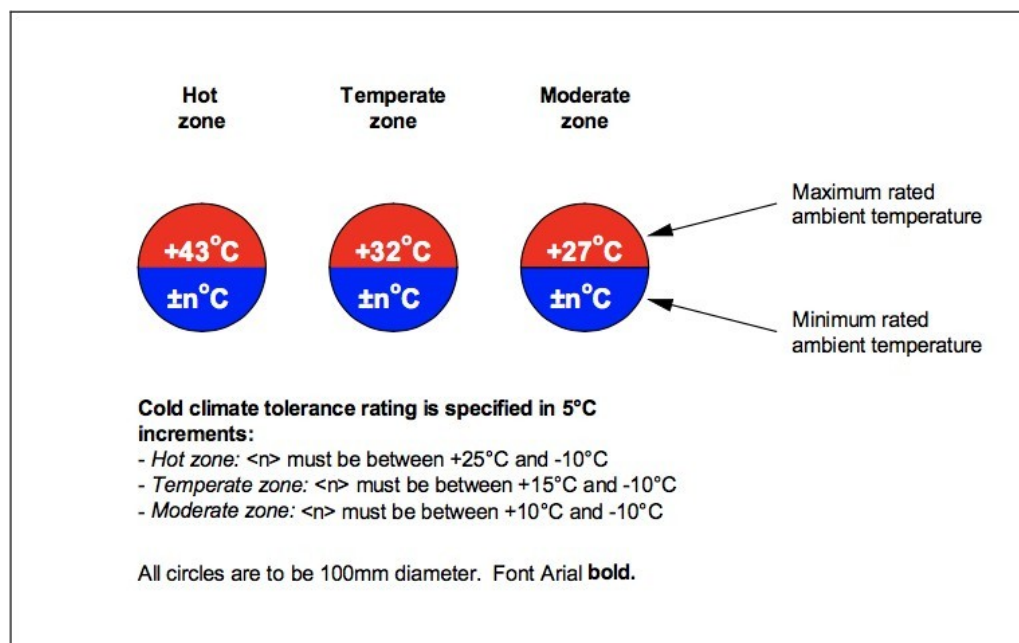 Hot
zone
Temperate
zone
Moderate
zone
Maximum rated
ambient temperature
+43°C
±n°C
+32°C
±n°C
+27°C
±n°C
Minimum rated
ambient temperature
Cold climate tolerance rating is specified in 5°C
increments:
- Hot zone: <n> must be between +25°C and -10°C
- Temperate zone: <n> must be between +15°C and -10°C
- Moderate zone: <n> must be between +10°C and -10°C
All circles are to be 100mm diameter. Font Arial bold.